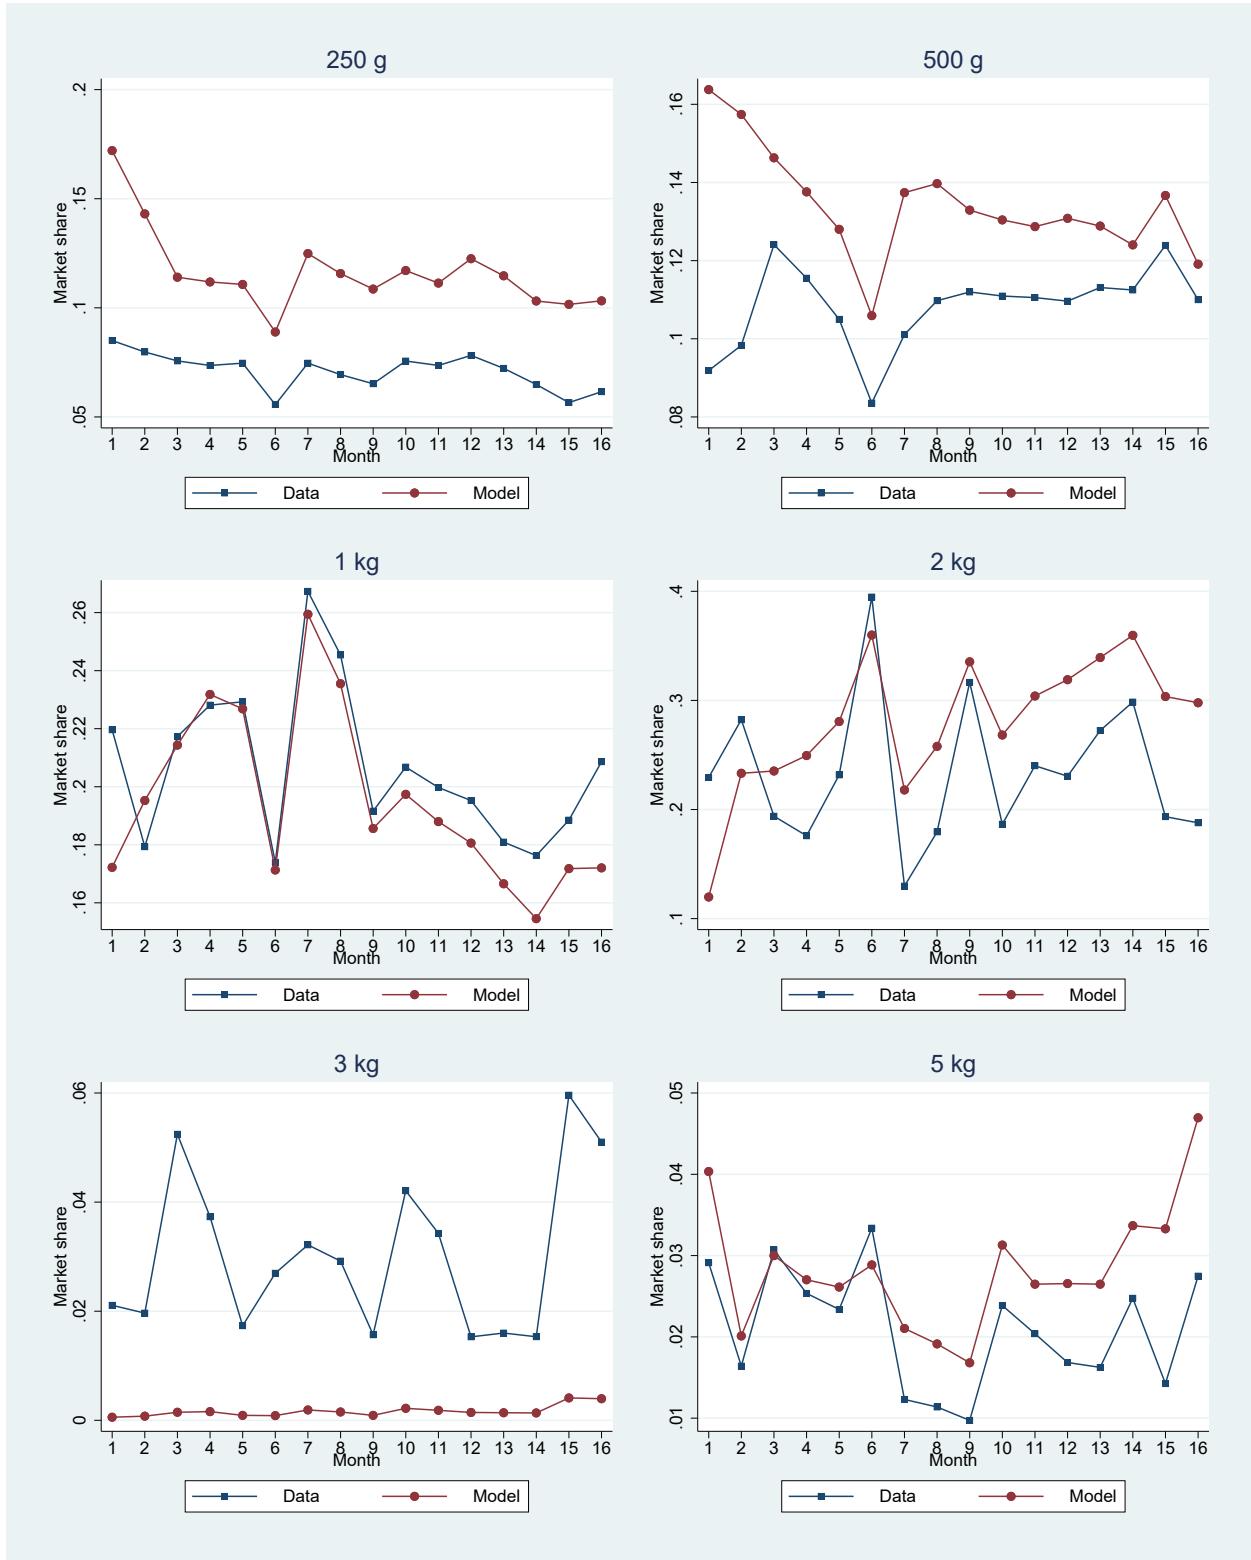 250 g
Market share
.2
.15
.1
.05
1 2 3 4 5 6 7 8 9 10 11 12 13 14 15 16
Month
Data Model
500 g
Market share
.16
.14
.12
.1
.08
1 2 3 4 5 6 7 8 9 10 11 12 13 14 15 16
Month
Data Model
1 kg
Market share
.26
.24
.22
.2
.18
.16
1 2 3 4 5 6 7 8 9 10 11 12 13 14 15 16
Month
Data Model
2 kg
Market share
.4
.3
.2
.1
1 2 3 4 5 6 7 8 9 10 11 12 13 14 15 16
Month
Data Model
3 kg
Market share
.06
.04
.02
0
1 2 3 4 5 6 7 8 9 10 11 12 13 14 15 16
Month
Data Model
5 kg
Market share
.05
.04
.03
.02
.01
1 2 3 4 5 6 7 8 9 10 11 12 13 14 15 16
Month
Data Model